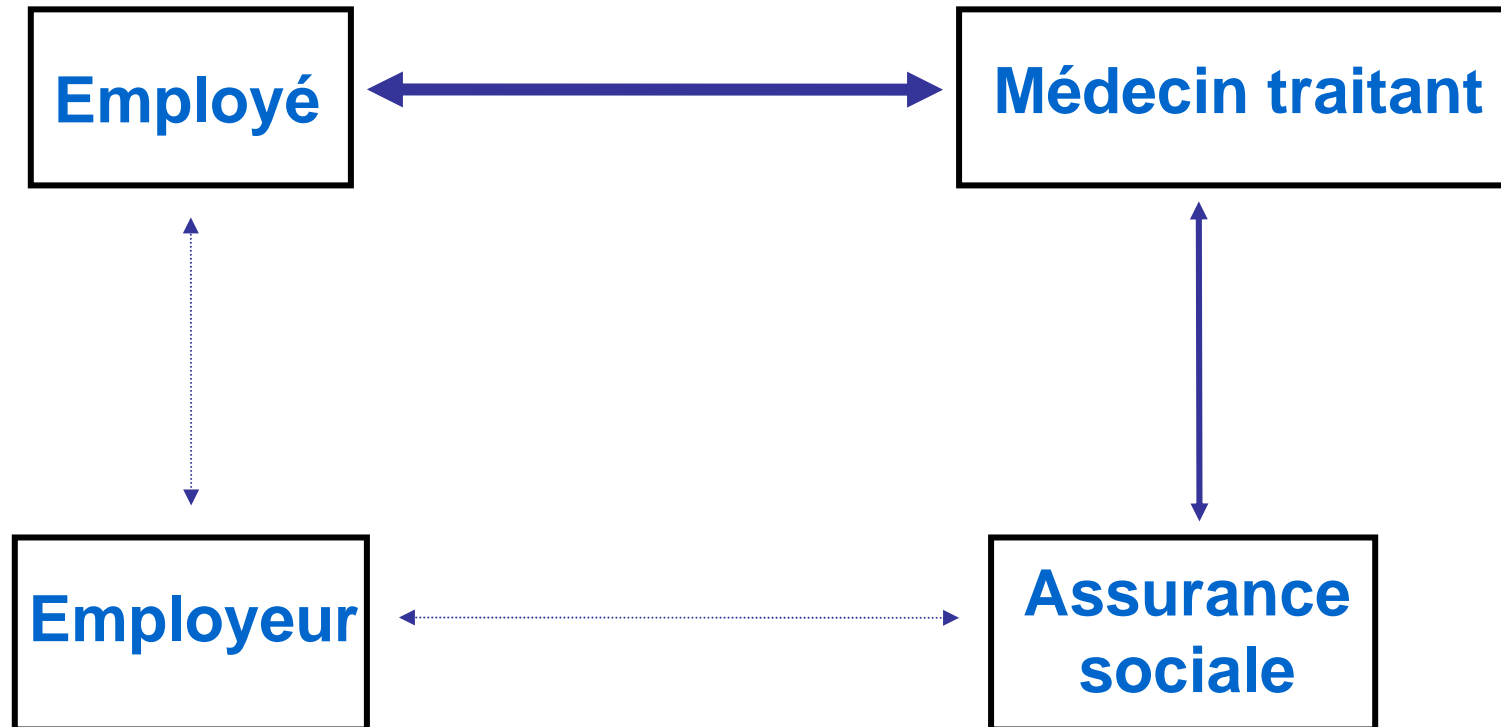 Employé
Médecin traitant
Employeur
Assurance
sociale